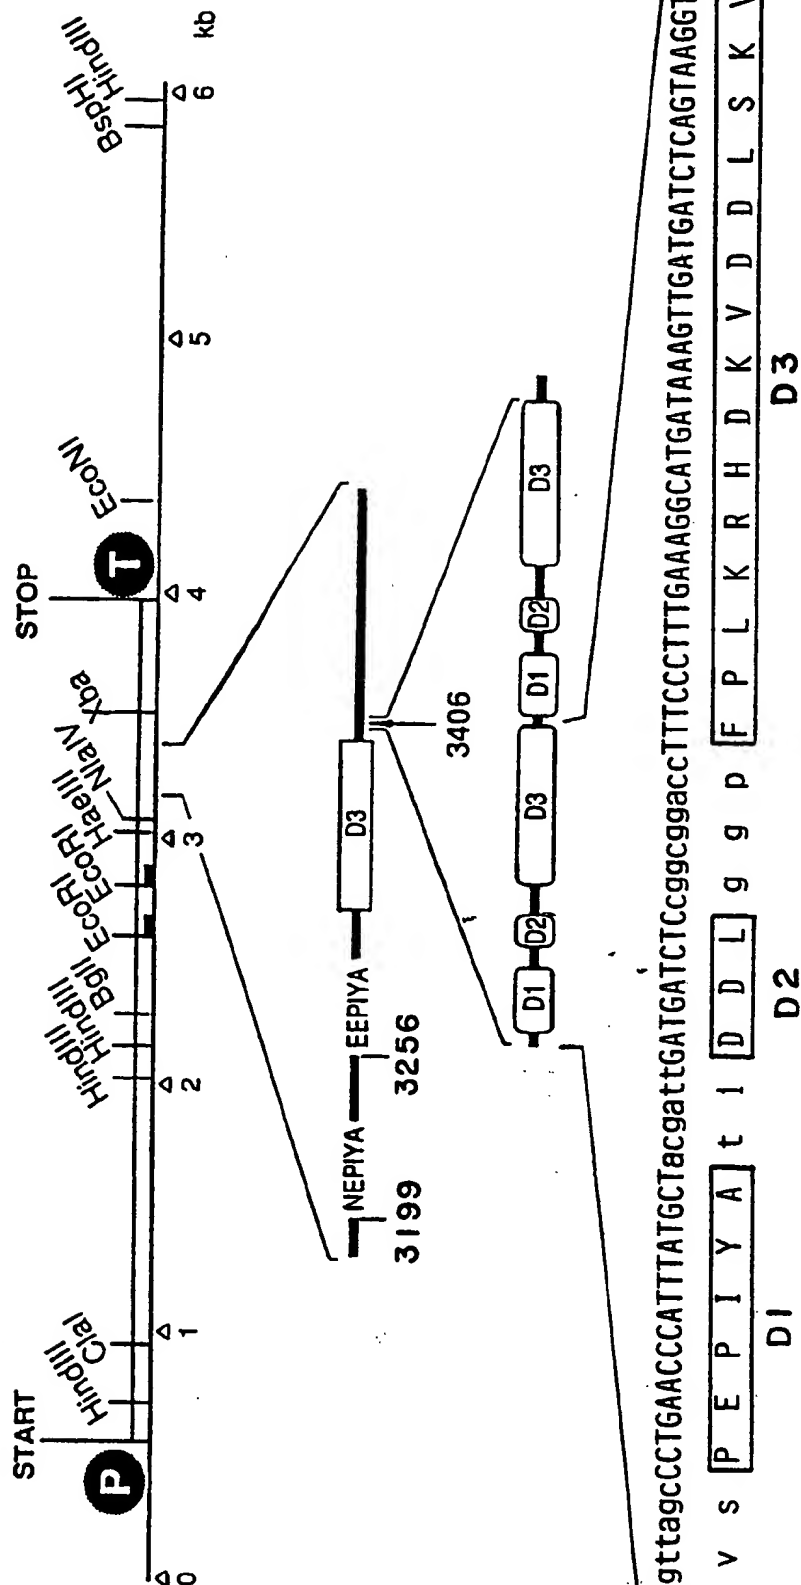 START
STOP
P
T
HindIII
ClaI
HindIII
HindIII
BglI
EcoRI
EcoRI
HaeIII
NlaIV
Xba
EcoNI
BspHI
HindIII
0
1
2
3
4
5
6
kb
NEPIYA
EEPIYA
D3
3199
3256
3406
D1
D2
D3
D1
D2
D3
gttagcCCTGAACCCATTTATGCTacgattGATGATCTCcggcggaccTTTCCCTTTGAAAGGCATGATAAAGTTGATGATCTCAGTAAGGT
v s P E P I Y A t l D D L g g p F P L K R H D K V D D L S K V
D1
D2
D3